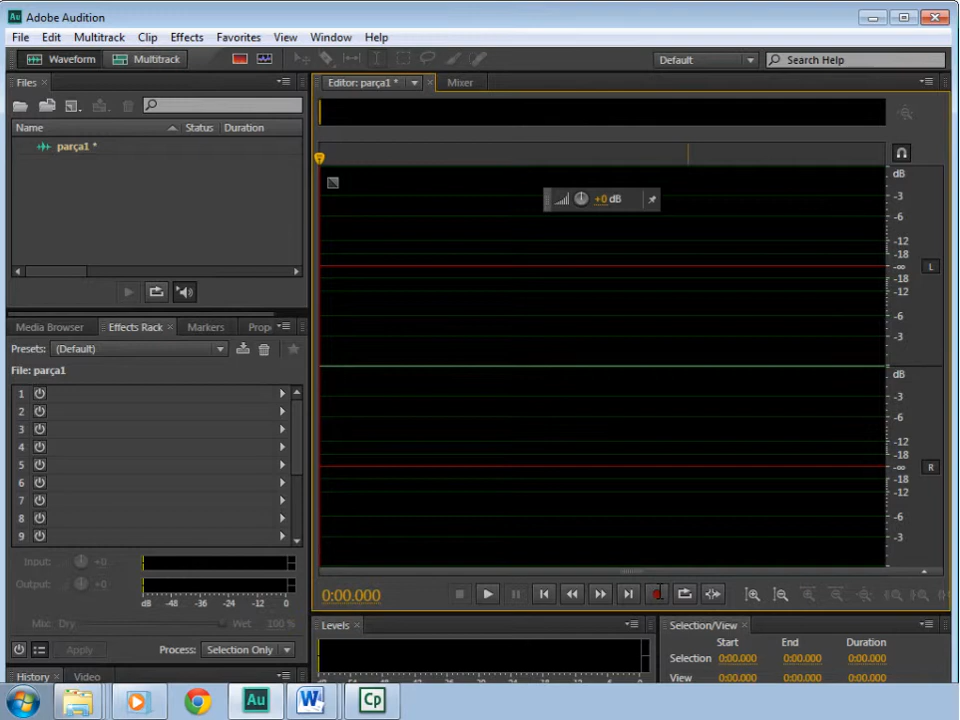 Au Adobe Audition
File Edit Multitrack Clip Effects Favorites View Window Help
Waveform Multitrack Default Search Help
Files Editor: parça1 * Mixer
Name Status Duration
parça1 *
+0 dB
dB
-3
-6
-12
-18
-∞ L
-18
-12
-6
-3
dB
-3
-6
-12
-18
-∞ R
-18
-12
-6
-3
Media Browser Effects Rack Markers
Presets: (Default)
File: parça1
1
2
3
4
5
6
7
8
9
Input: +0
Output: +0
dB -48 -36 -24 -12 0
Mix: Dry Wet 100 %
Apply Process: Selection Only
History Video
0:00.000
Levels
Selection/View
Start End Duration
Selection 0:00.000 0:00.000 0:00.000
View 0:00.000 0:00.000 0:00.000
Au W Cp